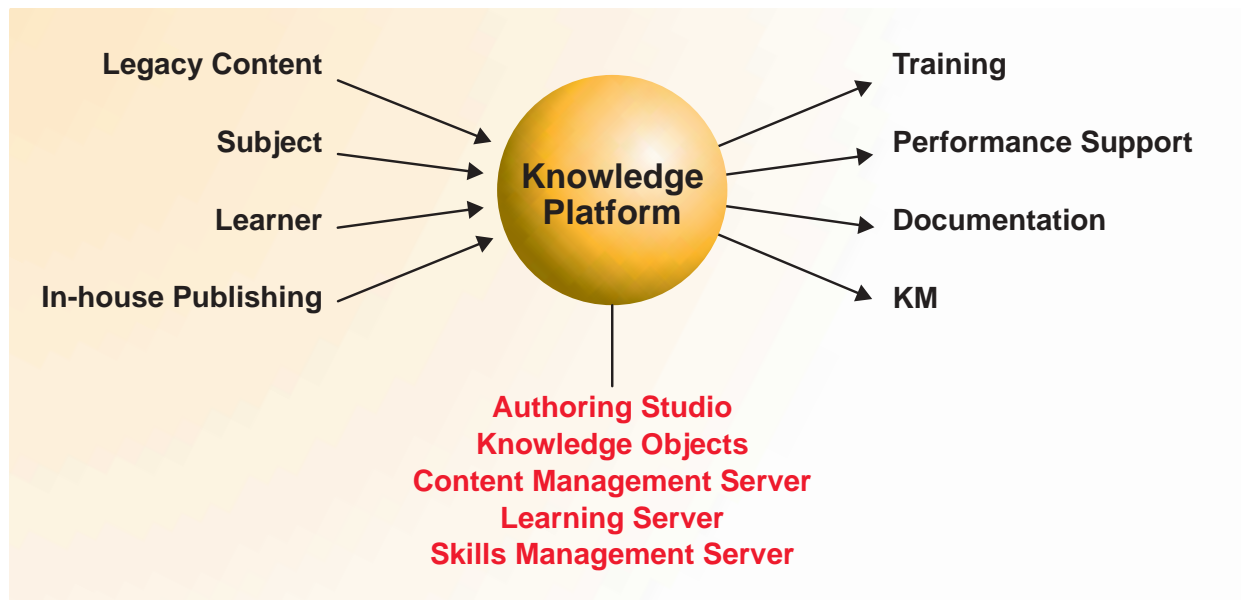 Legacy Content
Subject
Learner
In-house Publishing
Knowledge
Platform
Training
Performance Support
Documentation
KM
Authoring Studio
Knowledge Objects
Content Management Server
Learning Server
Skills Management Server